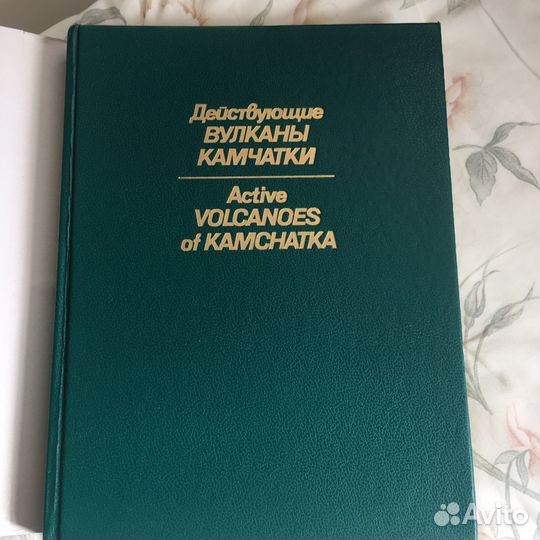 Действующие
ВУЛКАНЫ
КАМЧАТКИ
Active
VOLCANOES
of KAMCHATKA
Avito